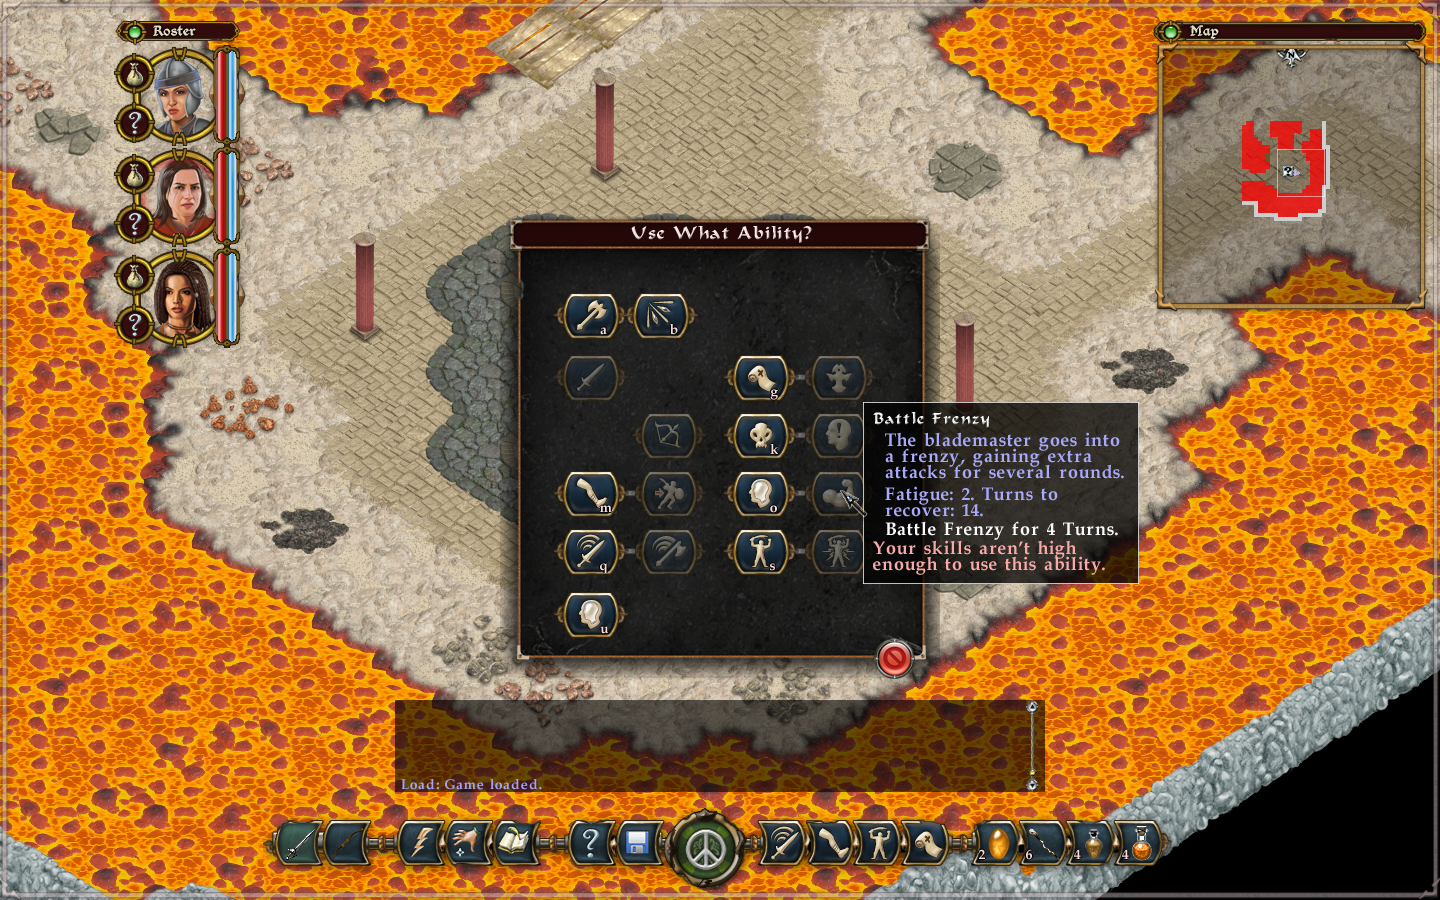 Roster
Map
N
?
?
?
Use What Ability?
a
b
g
k
m
o
q
s
u
Battle Frenzy
The blademaster goes into
a frenzy, gaining extra
attacks for several rounds.
Fatigue: 2. Turns to
recover: 14.
Battle Frenzy for 4 Turns.
Your skills aren't high
enough to use this ability.
Load: Game loaded.
?
2
6
4
4